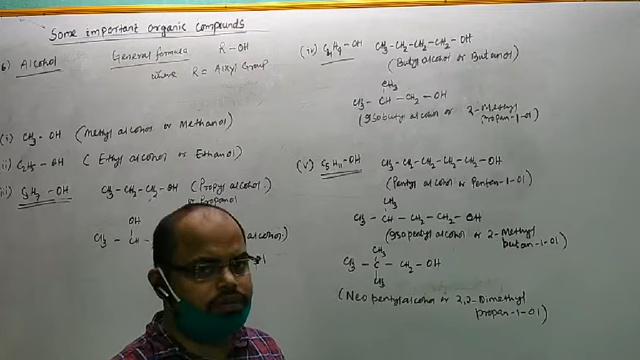 Some important organic compounds
6) Alcohol
General formula R-OH
where R = Alkyl Group
(i) CH3-OH (Methyl alcohol or Methanol)
ii) C2H5-OH (Ethyl alcohol or Ethanol)
iii) C3H7-OH CH3-CH2-CH2-OH (Propyl alcohol)
or Propanol
OH
CH3 - CH - alcohol)
(iv) C4H9-OH CH3-CH2-CH2-CH2-OH
(Butyl alcohol or Butanol)
CH3
CH3 - CH - CH2 - OH
(Isobutyl alcohol or 2-Methyl
propan-1-ol)
(v) C5H11-OH CH3-CH2-CH2-CH2-CH2-OH
(Pentyl alcohol or Pentan-1-ol)
CH3
CH3 - CH - CH2 - CH2 - OH
(Isopentyl alcohol or 2-Methyl
butan-1-ol)
CH3
CH3 - C - CH2 - OH
CH3
(Neopentyl alcohol or 2,2-Dimethyl
propan-1-ol)